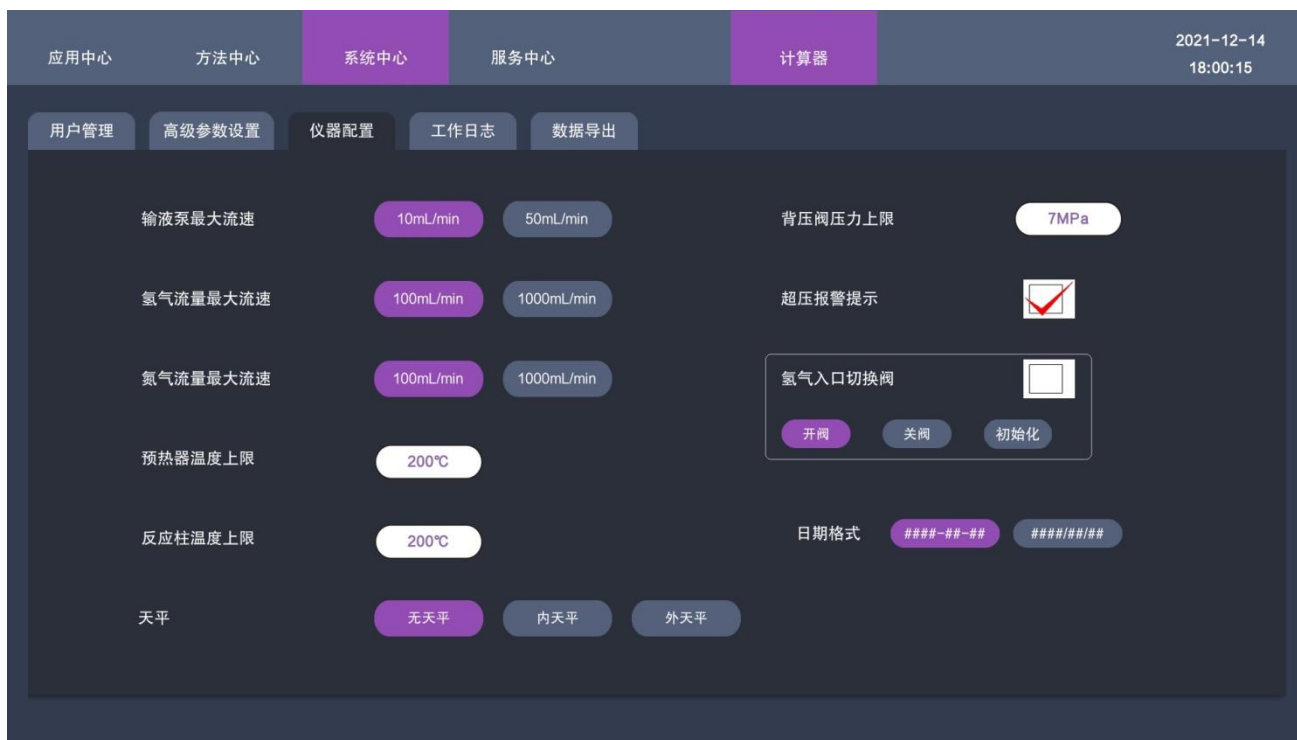 应用中心 方法中心 系统中心 服务中心 计算器 2021-12-14
18:00:15
用户管理 高级参数设置 仪器配置 工作日志 数据导出
输液泵最大流速 10mL/min 50mL/min 背压阀压力上限 7MPa
氢气流量最大流速 100mL/min 1000mL/min 超压报警提示
氮气流量最大流速 100mL/min 1000mL/min 氢气入口切换阀
开阀 关阀 初始化
预热器温度上限 200℃
反应柱温度上限 200℃ 日期格式 ####-##-## ####/##/##
天平 无天平 内天平 外天平